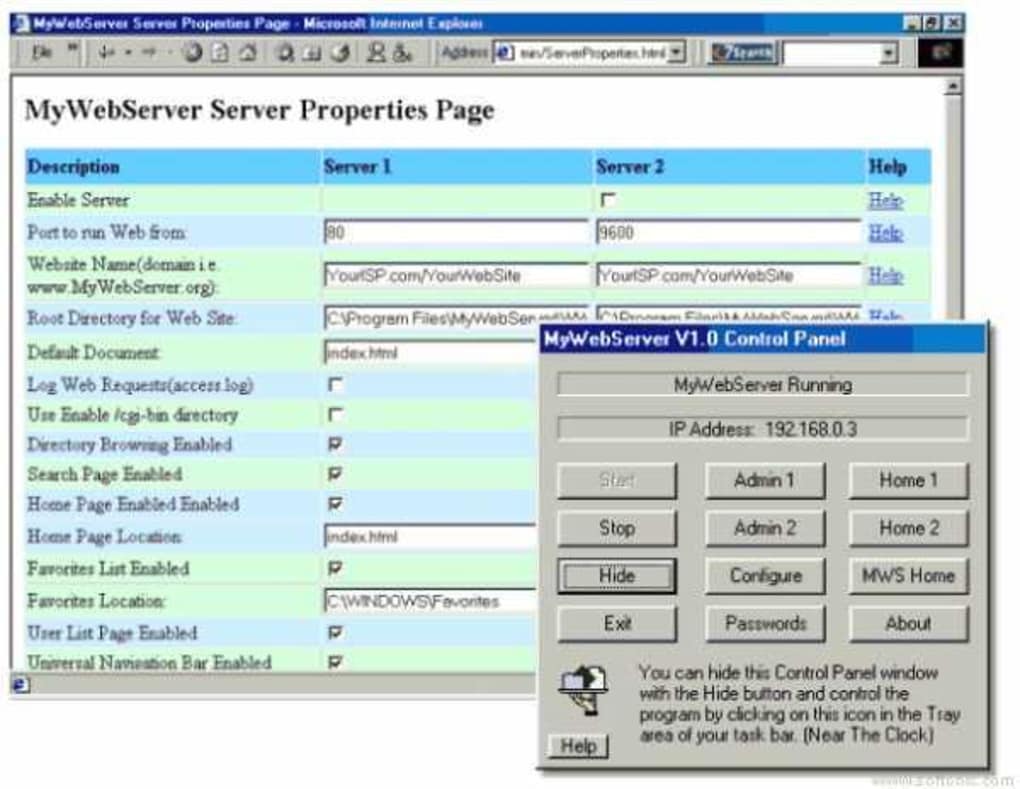 MyWebServer Server Properties Page - Microsoft Internet Explorer
File » Address min/ServerProperties.html Search
MyWebServer Server Properties Page
Description Server 1 Server 2 Help
Enable Server Help
Port to run Web from: 80 9600 Help
Website Name(domain i.e.
www.MyWebServer.org): YourISP.com/YourWebSite YourISP.com/YourWebSite Help
Root Directory for Web Site: C:\Program Files\MyWebServer\WW C:\Program Files\MyWebServer\WW Help
Default Document: index.html
Log Web Requests(access.log)
Use Enable /cgi-bin directory
Directory Browsing Enabled
Search Page Enabled
Home Page Enabled Enabled
Home Page Location: index.html
Favorites List Enabled
Favorites Location: C:\WINDOWS\Favorites
User List Page Enabled
Universal Navigation Bar Enabled
MyWebServer V1.0 Control Panel
MyWebServer Running
IP Address: 192.168.0.3
Start Admin 1 Home 1
Stop Admin 2 Home 2
Hide Configure MWS Home
Exit Passwords About
You can hide this Control Panel window
with the Hide button and control the
program by clicking on this icon in the Tray
area of your task bar. (Near The Clock)
Help